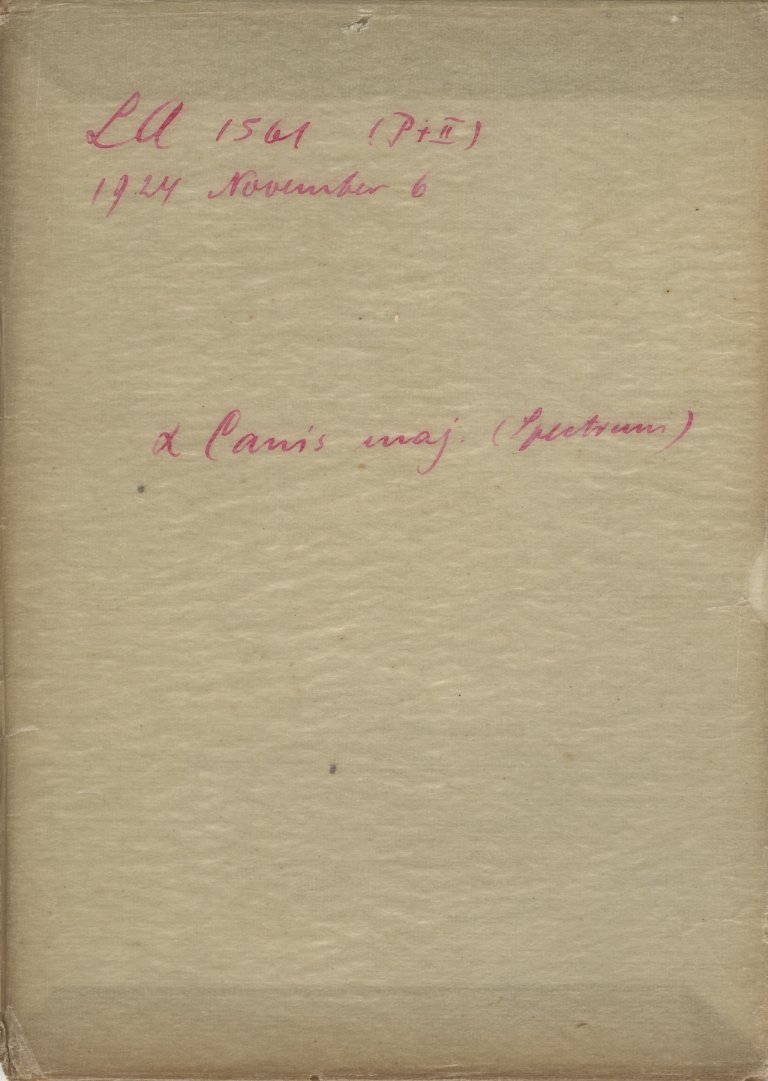 LA 1561 (P+II)
1924 November 6
α Canis maj. (Spectrum)